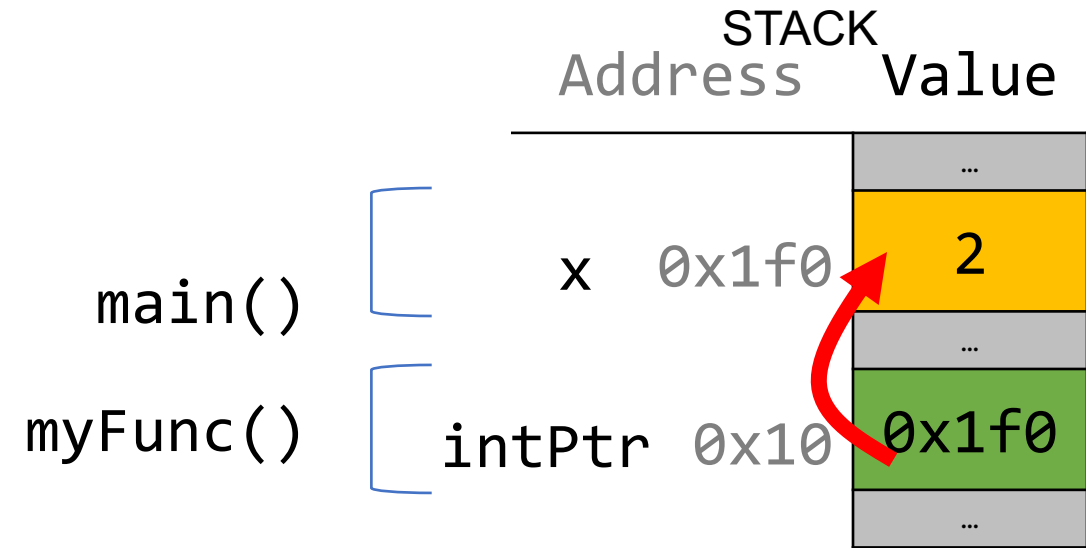 STACK
Address Value
…
x 0x1f0 2
main()
…
myFunc() intPtr 0x10 0x1f0
…